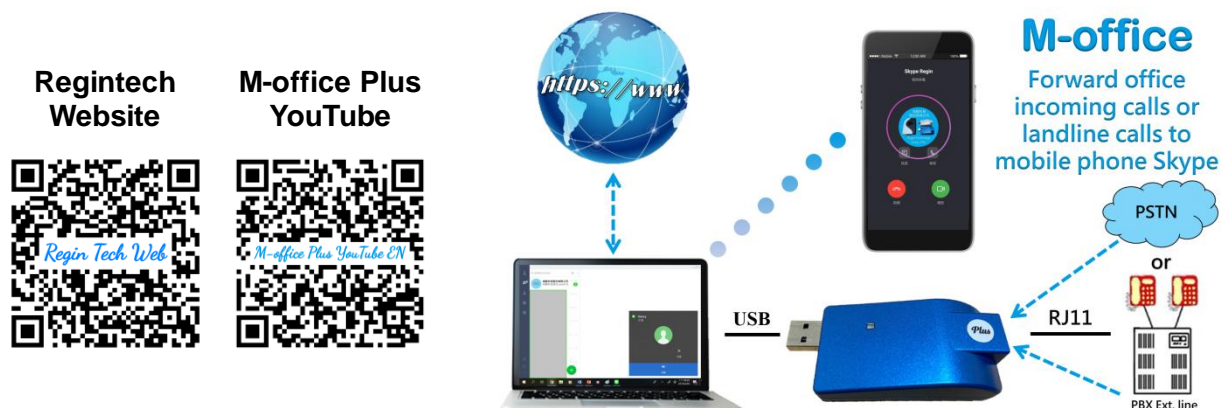 Regintech
Website
M-office Plus
YouTube
Regin Tech Web
M-office Plus YouTube EN
https://www
Skype Regin
M-office
Forward office
incoming calls or
landline calls to
mobile phone Skype
PSTN
or
USB
Plus
RJ11
PBX Ext. line